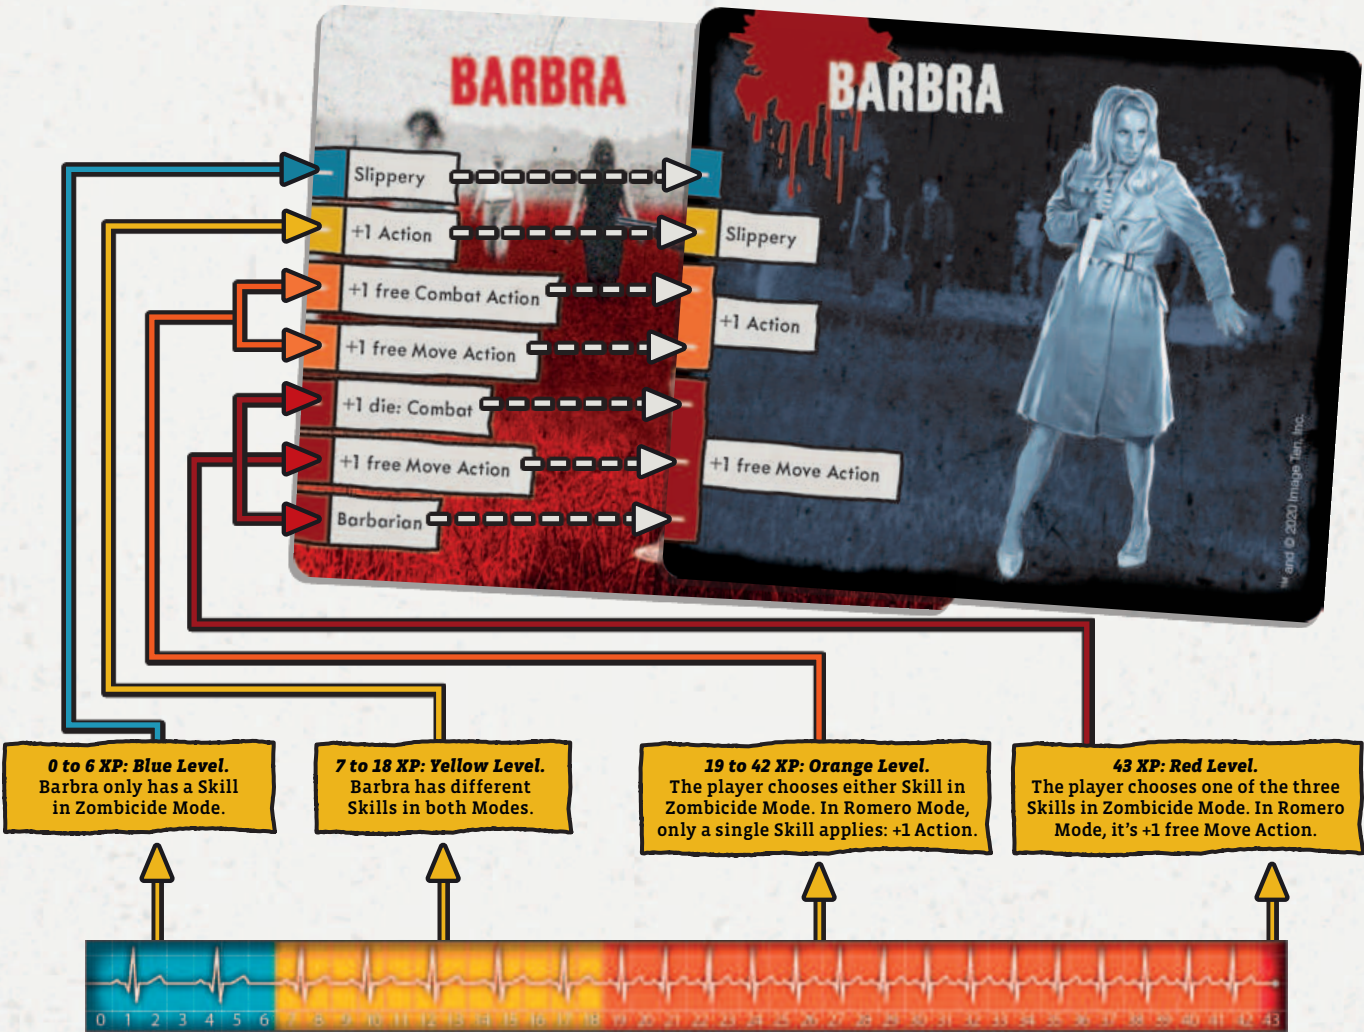 BARBRA
Slippery
+1 Action
+1 free Combat Action
+1 free Move Action
+1 die: Combat
+1 free Move Action
Barbarian
BARBRA
Slippery
+1 Action
+1 free Move Action
™ and © 2020 Image Ten, Inc.
0 to 6 XP: Blue Level.
Barbra only has a Skill
in Zombicide Mode.
7 to 18 XP: Yellow Level.
Barbra has different
Skills in both Modes.
19 to 42 XP: Orange Level.
The player chooses either Skill in
Zombicide Mode. In Romero Mode,
only a single Skill applies: +1 Action.
43 XP: Red Level.
The player chooses one of the three
Skills in Zombicide Mode. In Romero
Mode, it's +1 free Move Action.
0 1 2 3 4 5 6 7 8 9 10 11 12 13 14 15 16 17 18 19 20 21 22 23 24 25 26 27 28 29 30 31 32 33 34 35 36 37 38 39 40 41 42 43